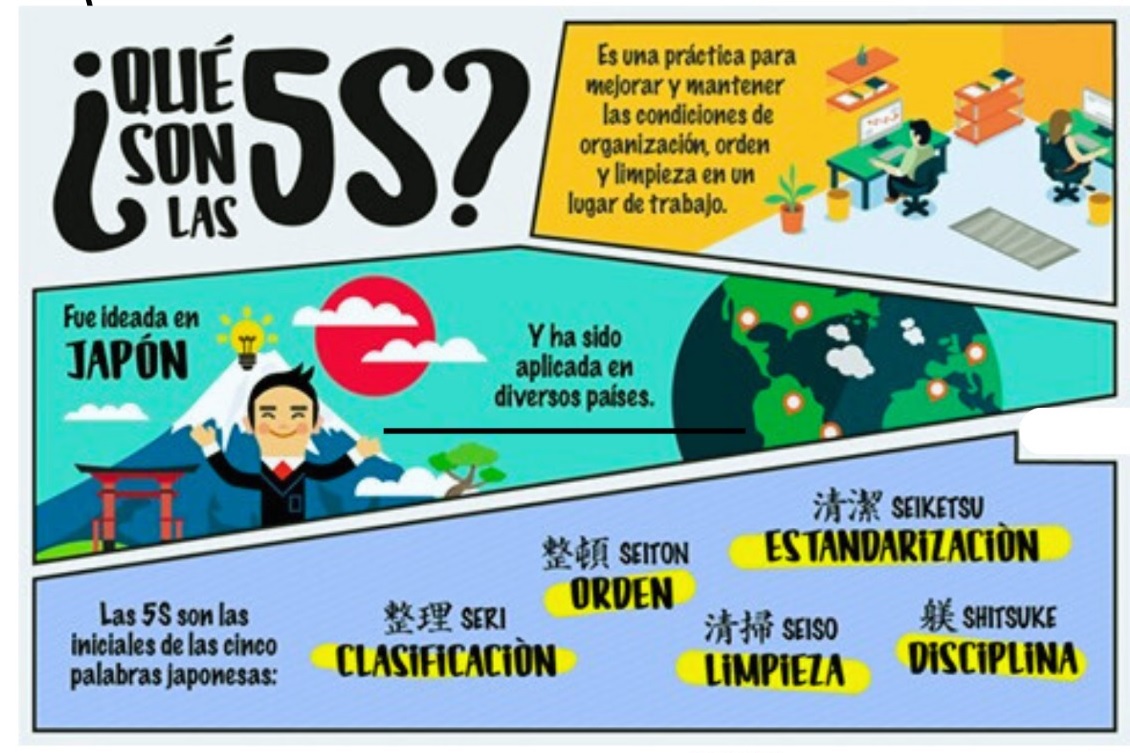 ¿QUÉ
SON
LAS
5S?
Es una práctica para
mejorar y mantener
las condiciones de
organización, orden
y limpieza en un
lugar de trabajo.
Fue ideada en
JAPÓN
Y ha sido
aplicada en
diversos países.
Las 5S son las
iniciales de las cinco
palabras japonesas:
整理 SERI
CLASIFICACIÒN
整頓 SEITON
ORDEN
清掃 SEISO
LIMPIEZA
清潔 SEIKETSU
ESTANDARIZACIÒN
躾 SHITSUKE
DISCIPLINA